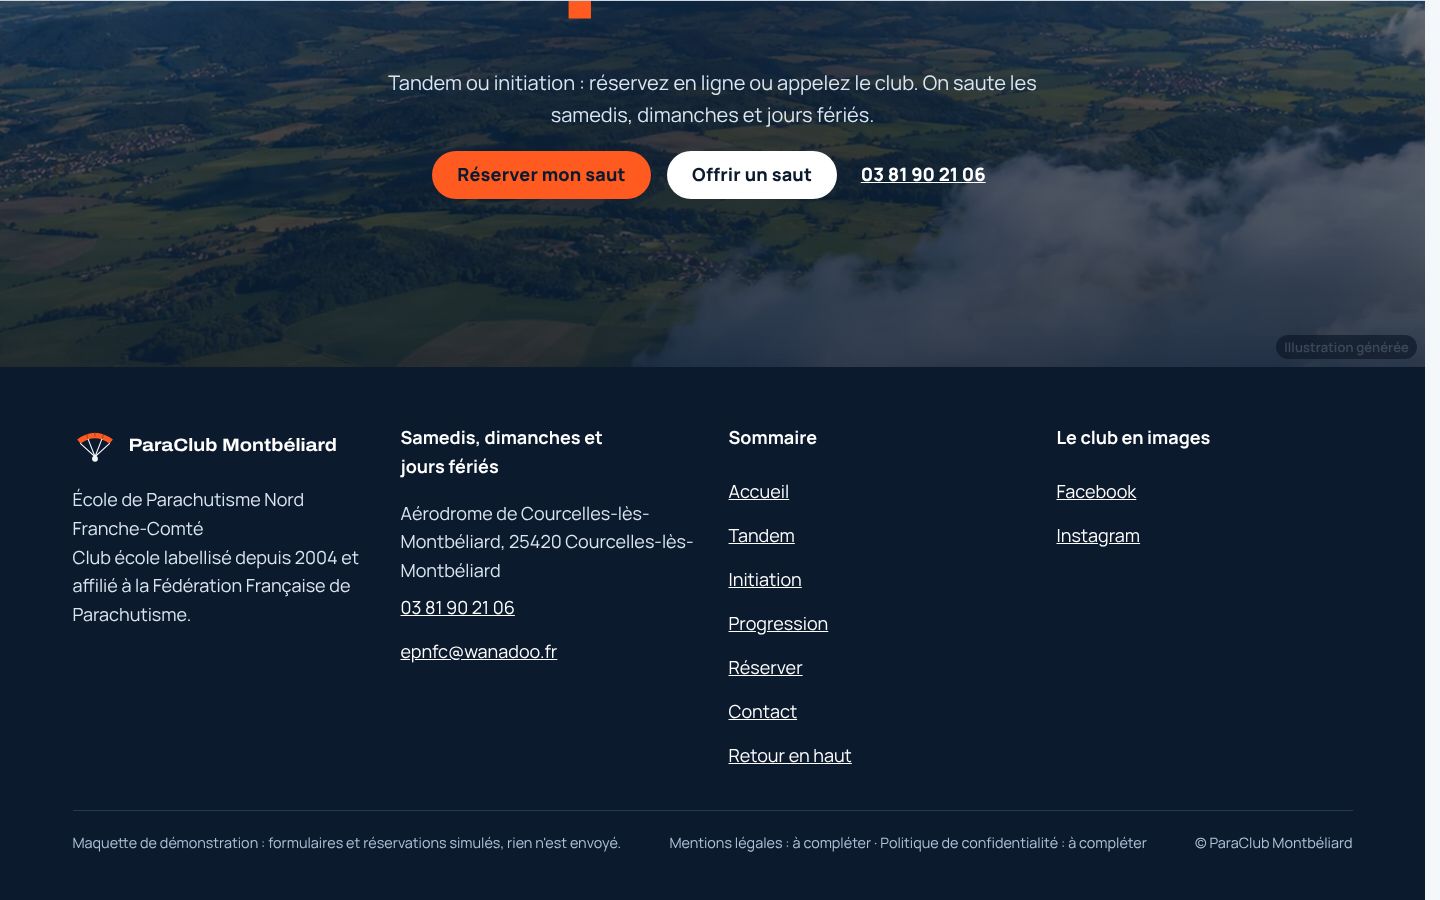 Tandem ou initiation : réservez en ligne ou appelez le club. On saute les
samedis, dimanches et jours fériés.
Réserver mon saut
Offrir un saut
03 81 90 21 06
Illustration générée
ParaClub Montbéliard
École de Parachutisme Nord
Franche-Comté
Club école labellisé depuis 2004 et
affilié à la Fédération Française de
Parachutisme.
Samedis, dimanches et
jours fériés
Aérodrome de Courcelles-lès-
Montbéliard, 25420 Courcelles-lès-
Montbéliard
03 81 90 21 06
epnfc@wanadoo.fr
Sommaire
Accueil
Tandem
Initiation
Progression
Réserver
Contact
Retour en haut
Le club en images
Facebook
Instagram
Maquette de démonstration : formulaires et réservations simulés, rien n'est envoyé.
Mentions légales : à compléter · Politique de confidentialité : à compléter
© ParaClub Montbéliard